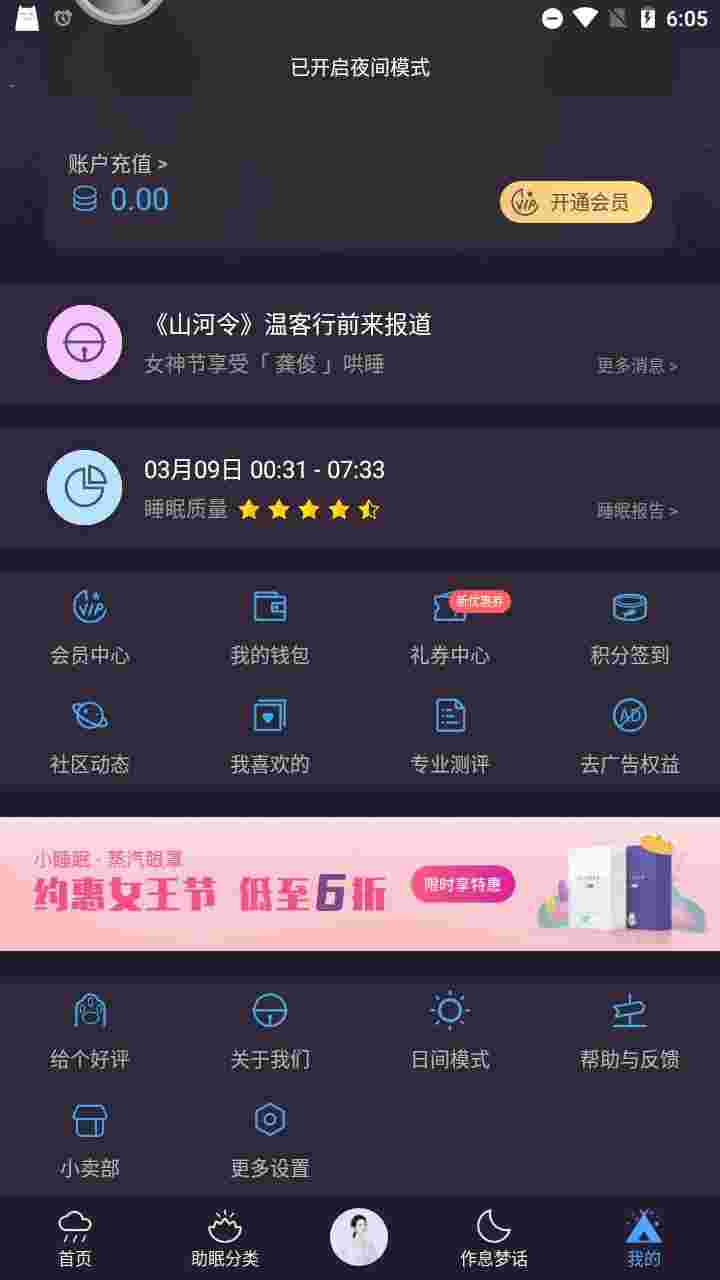 6:05
已开启夜间模式
账户充值 >
0.00
VIP 开通会员
《山河令》温客行前来报道
女神节享受「 龚俊 」哄睡
更多消息 >
03月09日 00:31 - 07:33
睡眠质量
睡眠报告 >
VIP
新优惠券
会员中心 我的钱包 礼券中心 积分签到
AD
社区动态 我喜欢的 专业测评 去广告权益
小睡眠 - 蒸汽眼罩
约惠女王节 低至6折
限时享特惠
给个好评 关于我们 日间模式 帮助与反馈
小卖部 更多设置
首页 助眠分类 作息梦话 我的